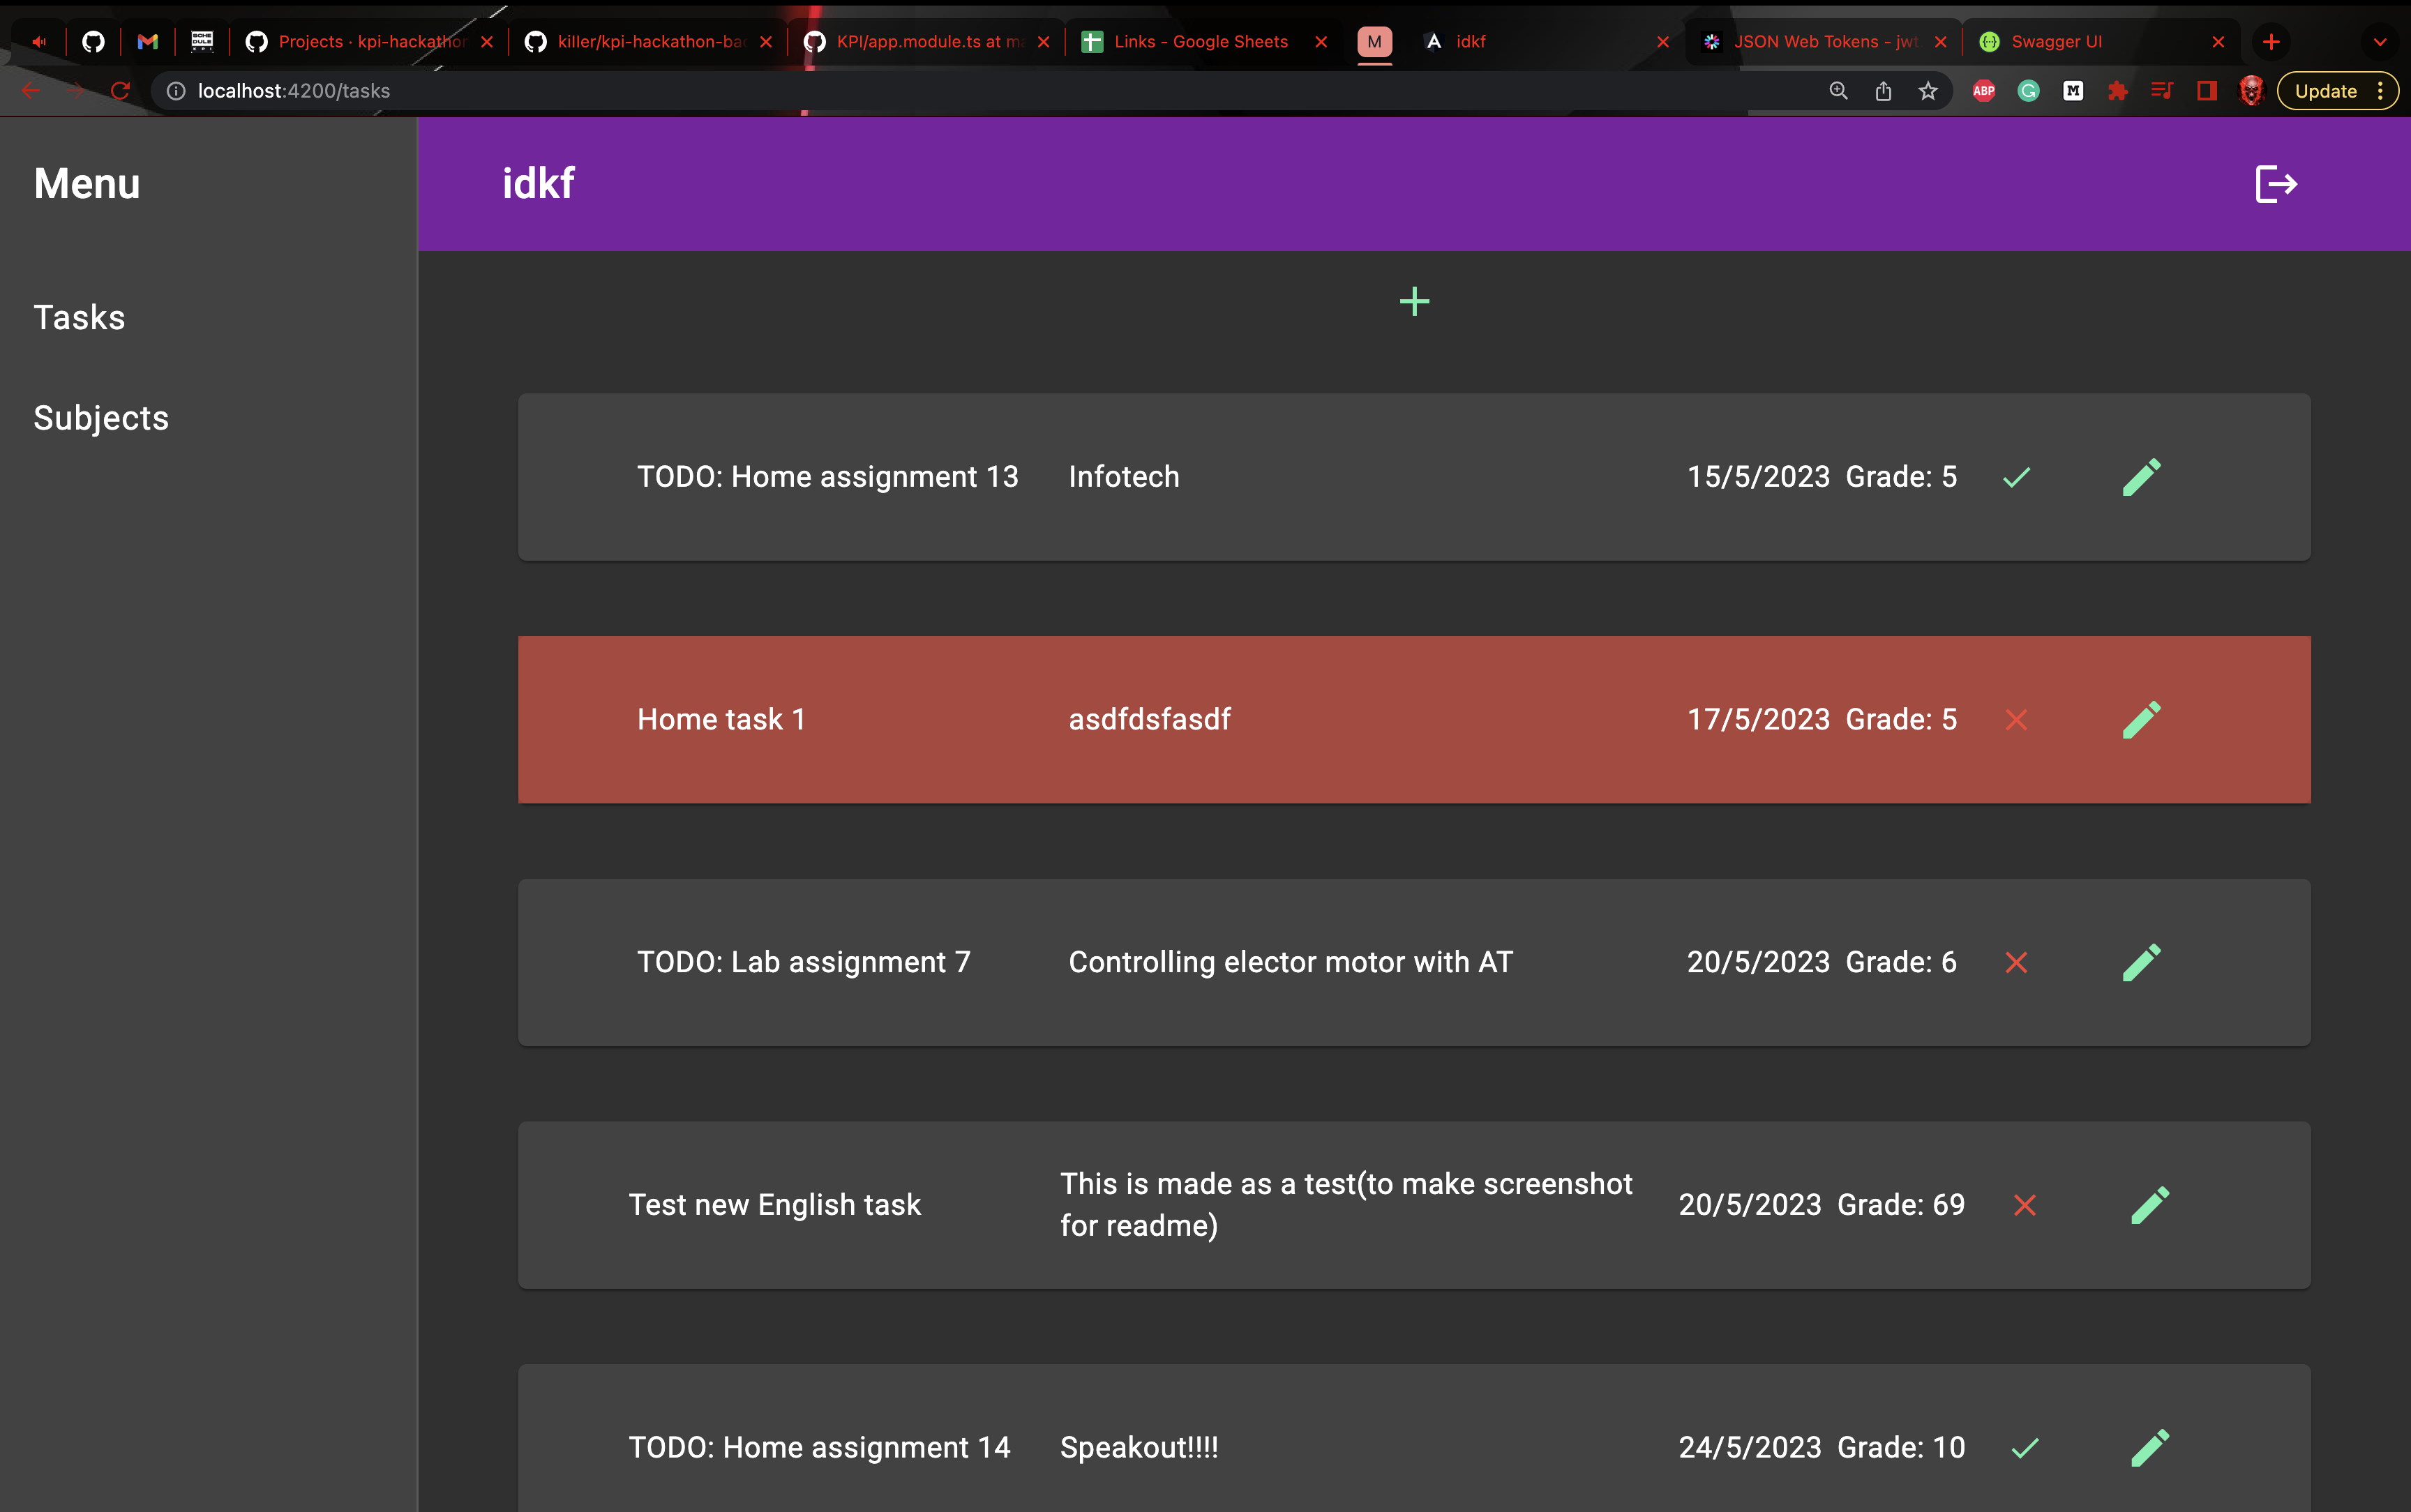 Projects · kpi-hackathon
killer/kpi-hackathon-bac
KPI/app.module.ts at ma
Links - Google Sheets
M
idkf
JSON Web Tokens - jwt
Swagger UI
localhost:4200/tasks
ABP
G
M
Update
Menu
idkf
Tasks
Subjects
TODO: Home assignment 13 Infotech 15/5/2023 Grade: 5
Home task 1 asdfdsfasdf 17/5/2023 Grade: 5
TODO: Lab assignment 7 Controlling elector motor with AT 20/5/2023 Grade: 6
Test new English task
This is made as a test(to make screenshot
for readme)
20/5/2023 Grade: 69
TODO: Home assignment 14 Speakout!!!! 24/5/2023 Grade: 10